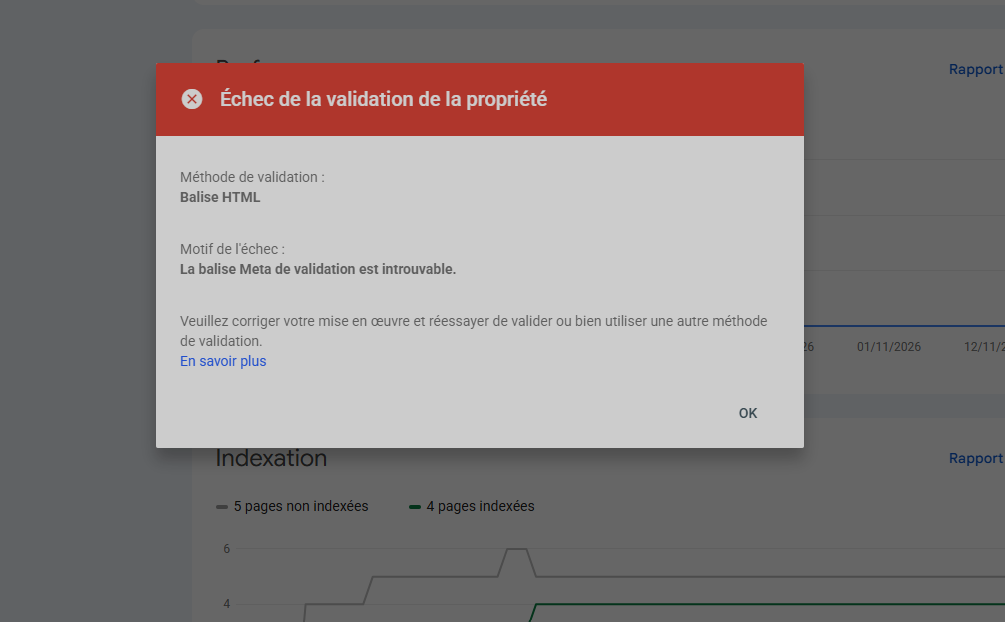 Rapport
Échec de la validation de la propriété
Méthode de validation :
Balise HTML
Motif de l'échec :
La balise Meta de validation est introuvable.
Veuillez corriger votre mise en œuvre et réessayer de valider ou bien utiliser une autre méthode
de validation.
En savoir plus
01/11/2026
OK
Indexation
Rapport
5 pages non indexées
4 pages indexées
6
4